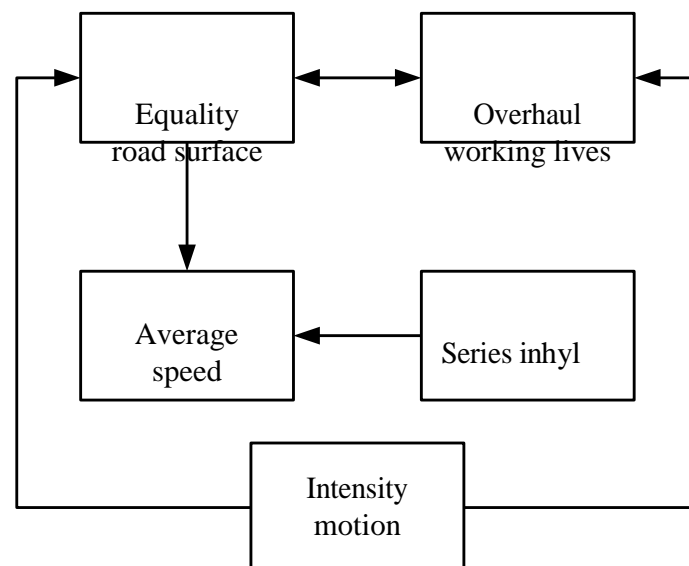 Equality
road surface
Overhaul
working lives
Average
speed
Series inhyl
Intensity
motion